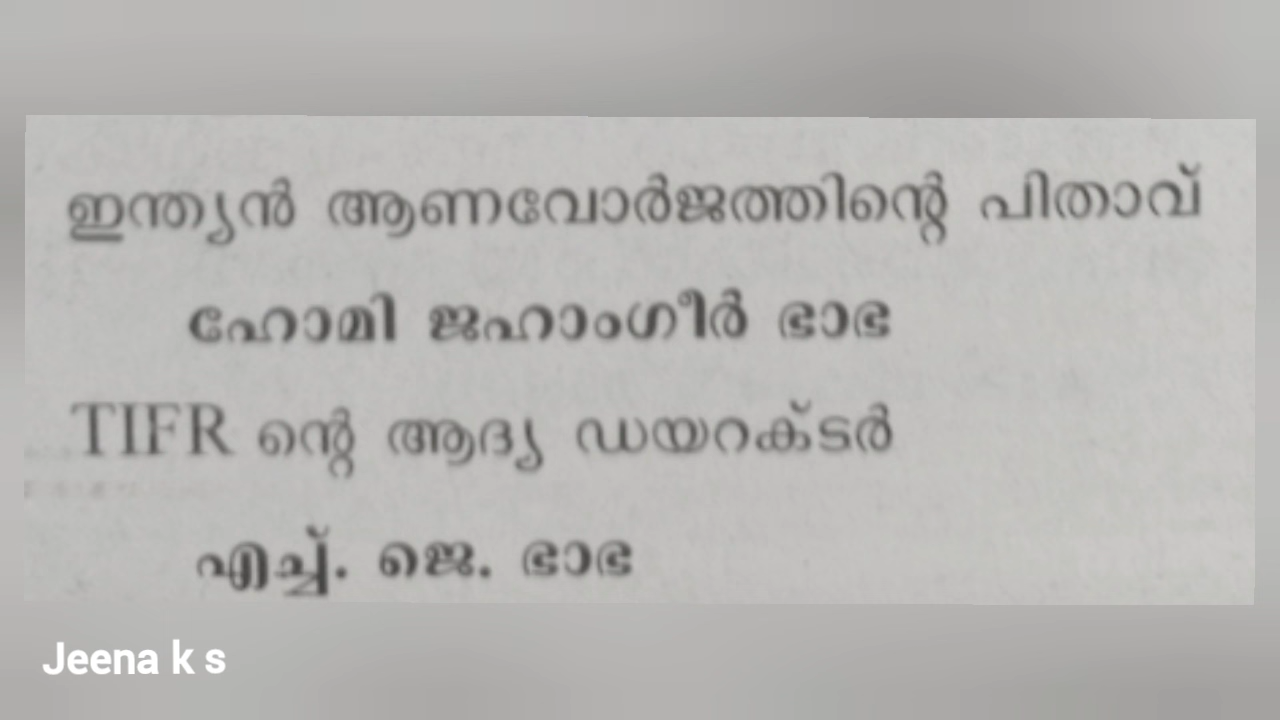 ഇന്ത്യൻ ആണവോർജത്തിന്റെ പിതാവ്
ഹോമി ജഹാംഗീർ ഭാഭ
TIFR ന്റെ ആദ്യ ഡയറക്ടർ
എച്ച്. ജെ. ഭാഭ
Jeena k s